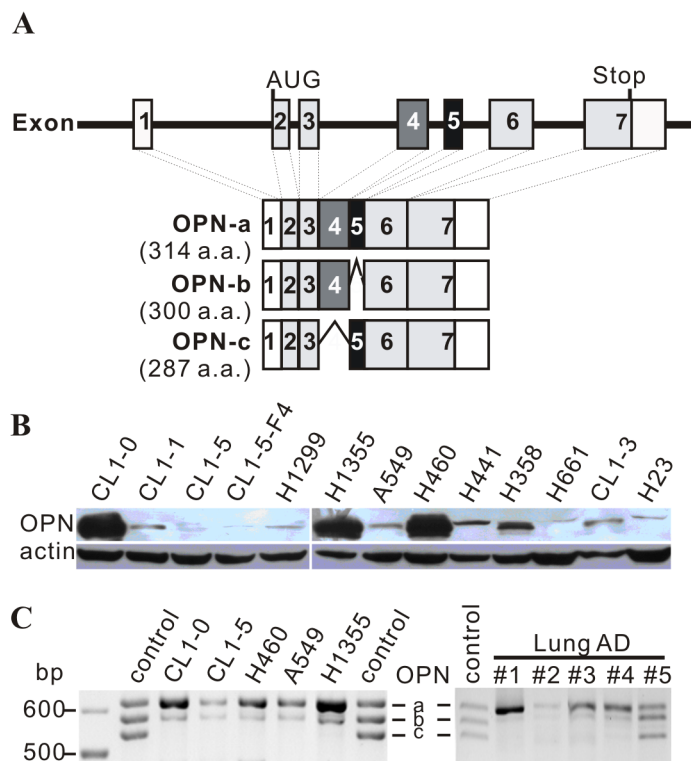 A
AUG
Stop
Exon
1 2 3 4 5 6 7
OPN-a
(314 a.a.)
1 2 3 4 5 6 7
OPN-b
(300 a.a.)
1 2 3 4 6 7
OPN-c
(287 a.a.)
1 2 3 5 6 7
B
CL1-0 CL1-1 CL1-5 CL1-5-F4 H1299 H1355 A549 H460 H441 H358 H661 CL1-3 H23
OPN
actin
C
bp control CL1-0 CL1-5 H460 A549 H1355 control OPN control Lung AD
#1 #2 #3 #4 #5
600
a
b
c
500